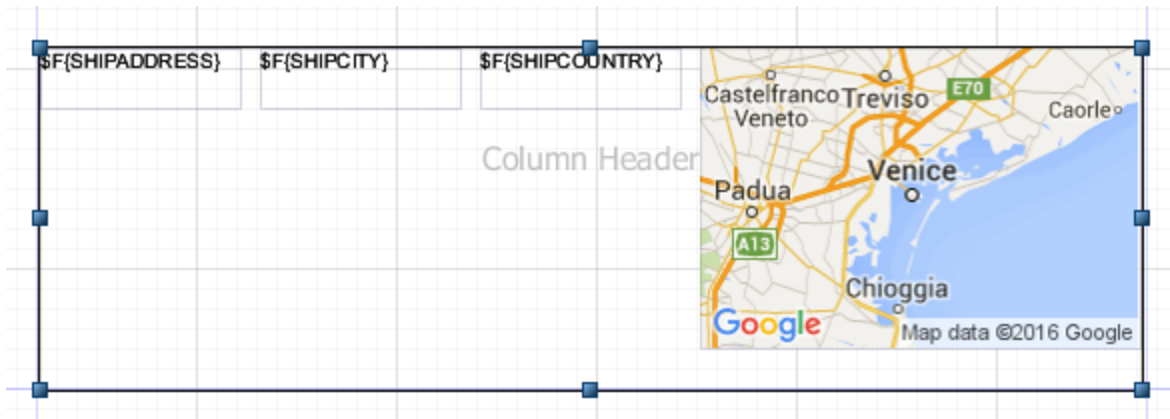 $F{SHIPADDRESS} $F{SHIPCITY} $F{SHIPCOUNTRY}
Column Header
Castelfranco
Veneto
Treviso
E70
Caorle
Venice
Padua
A13
Chioggia
Google
Map data ©2016 Google